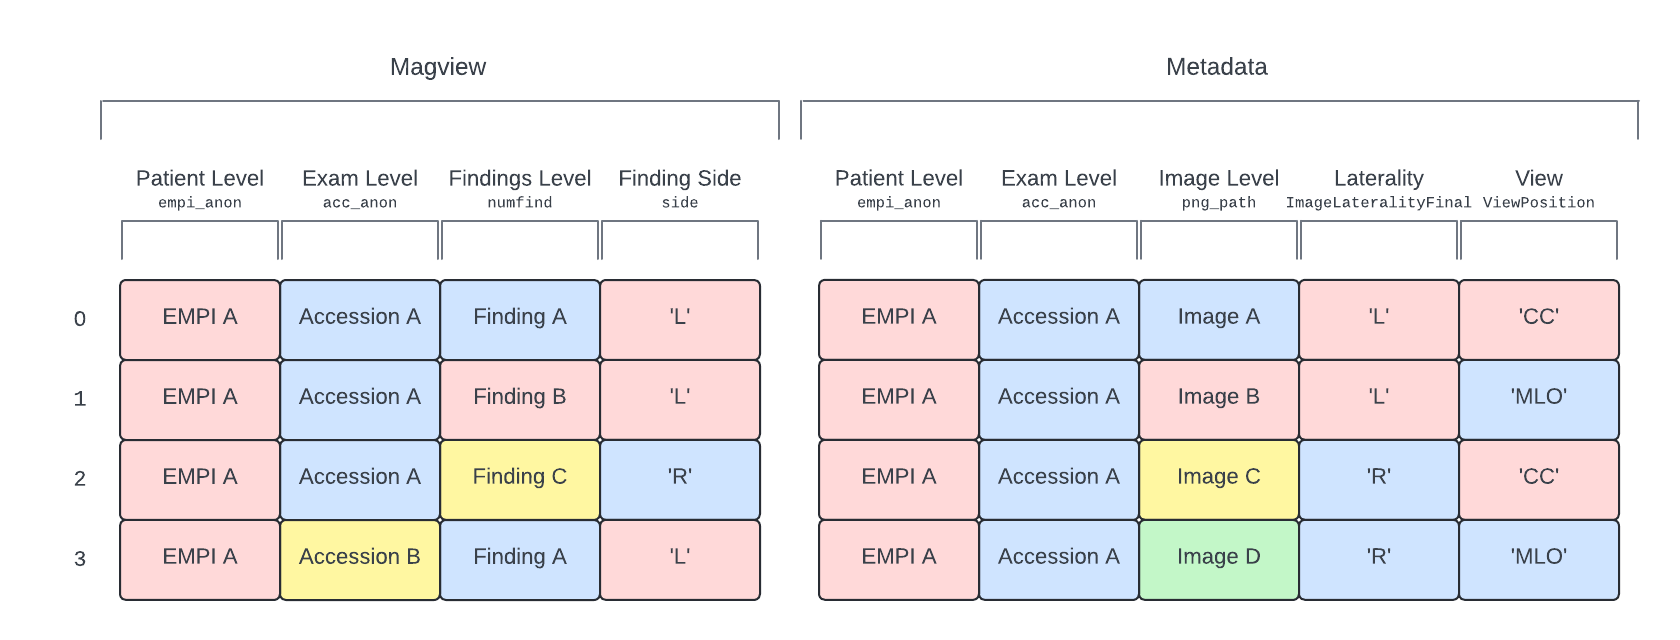 Magview Metadata
Patient Level Exam Level Findings Level Finding Side Patient Level Exam Level Image Level Laterality View
empi_anon acc_anon numfind side empi_anon acc_anon png_path ImageLateralityFinal ViewPosition
0 EMPI A Accession A Finding A 'L' EMPI A Accession A Image A 'L' 'CC'
1 EMPI A Accession A Finding B 'L' EMPI A Accession A Image B 'L' 'MLO'
2 EMPI A Accession A Finding C 'R' EMPI A Accession A Image C 'R' 'CC'
3 EMPI A Accession B Finding A 'L' EMPI A Accession A Image D 'R' 'MLO'